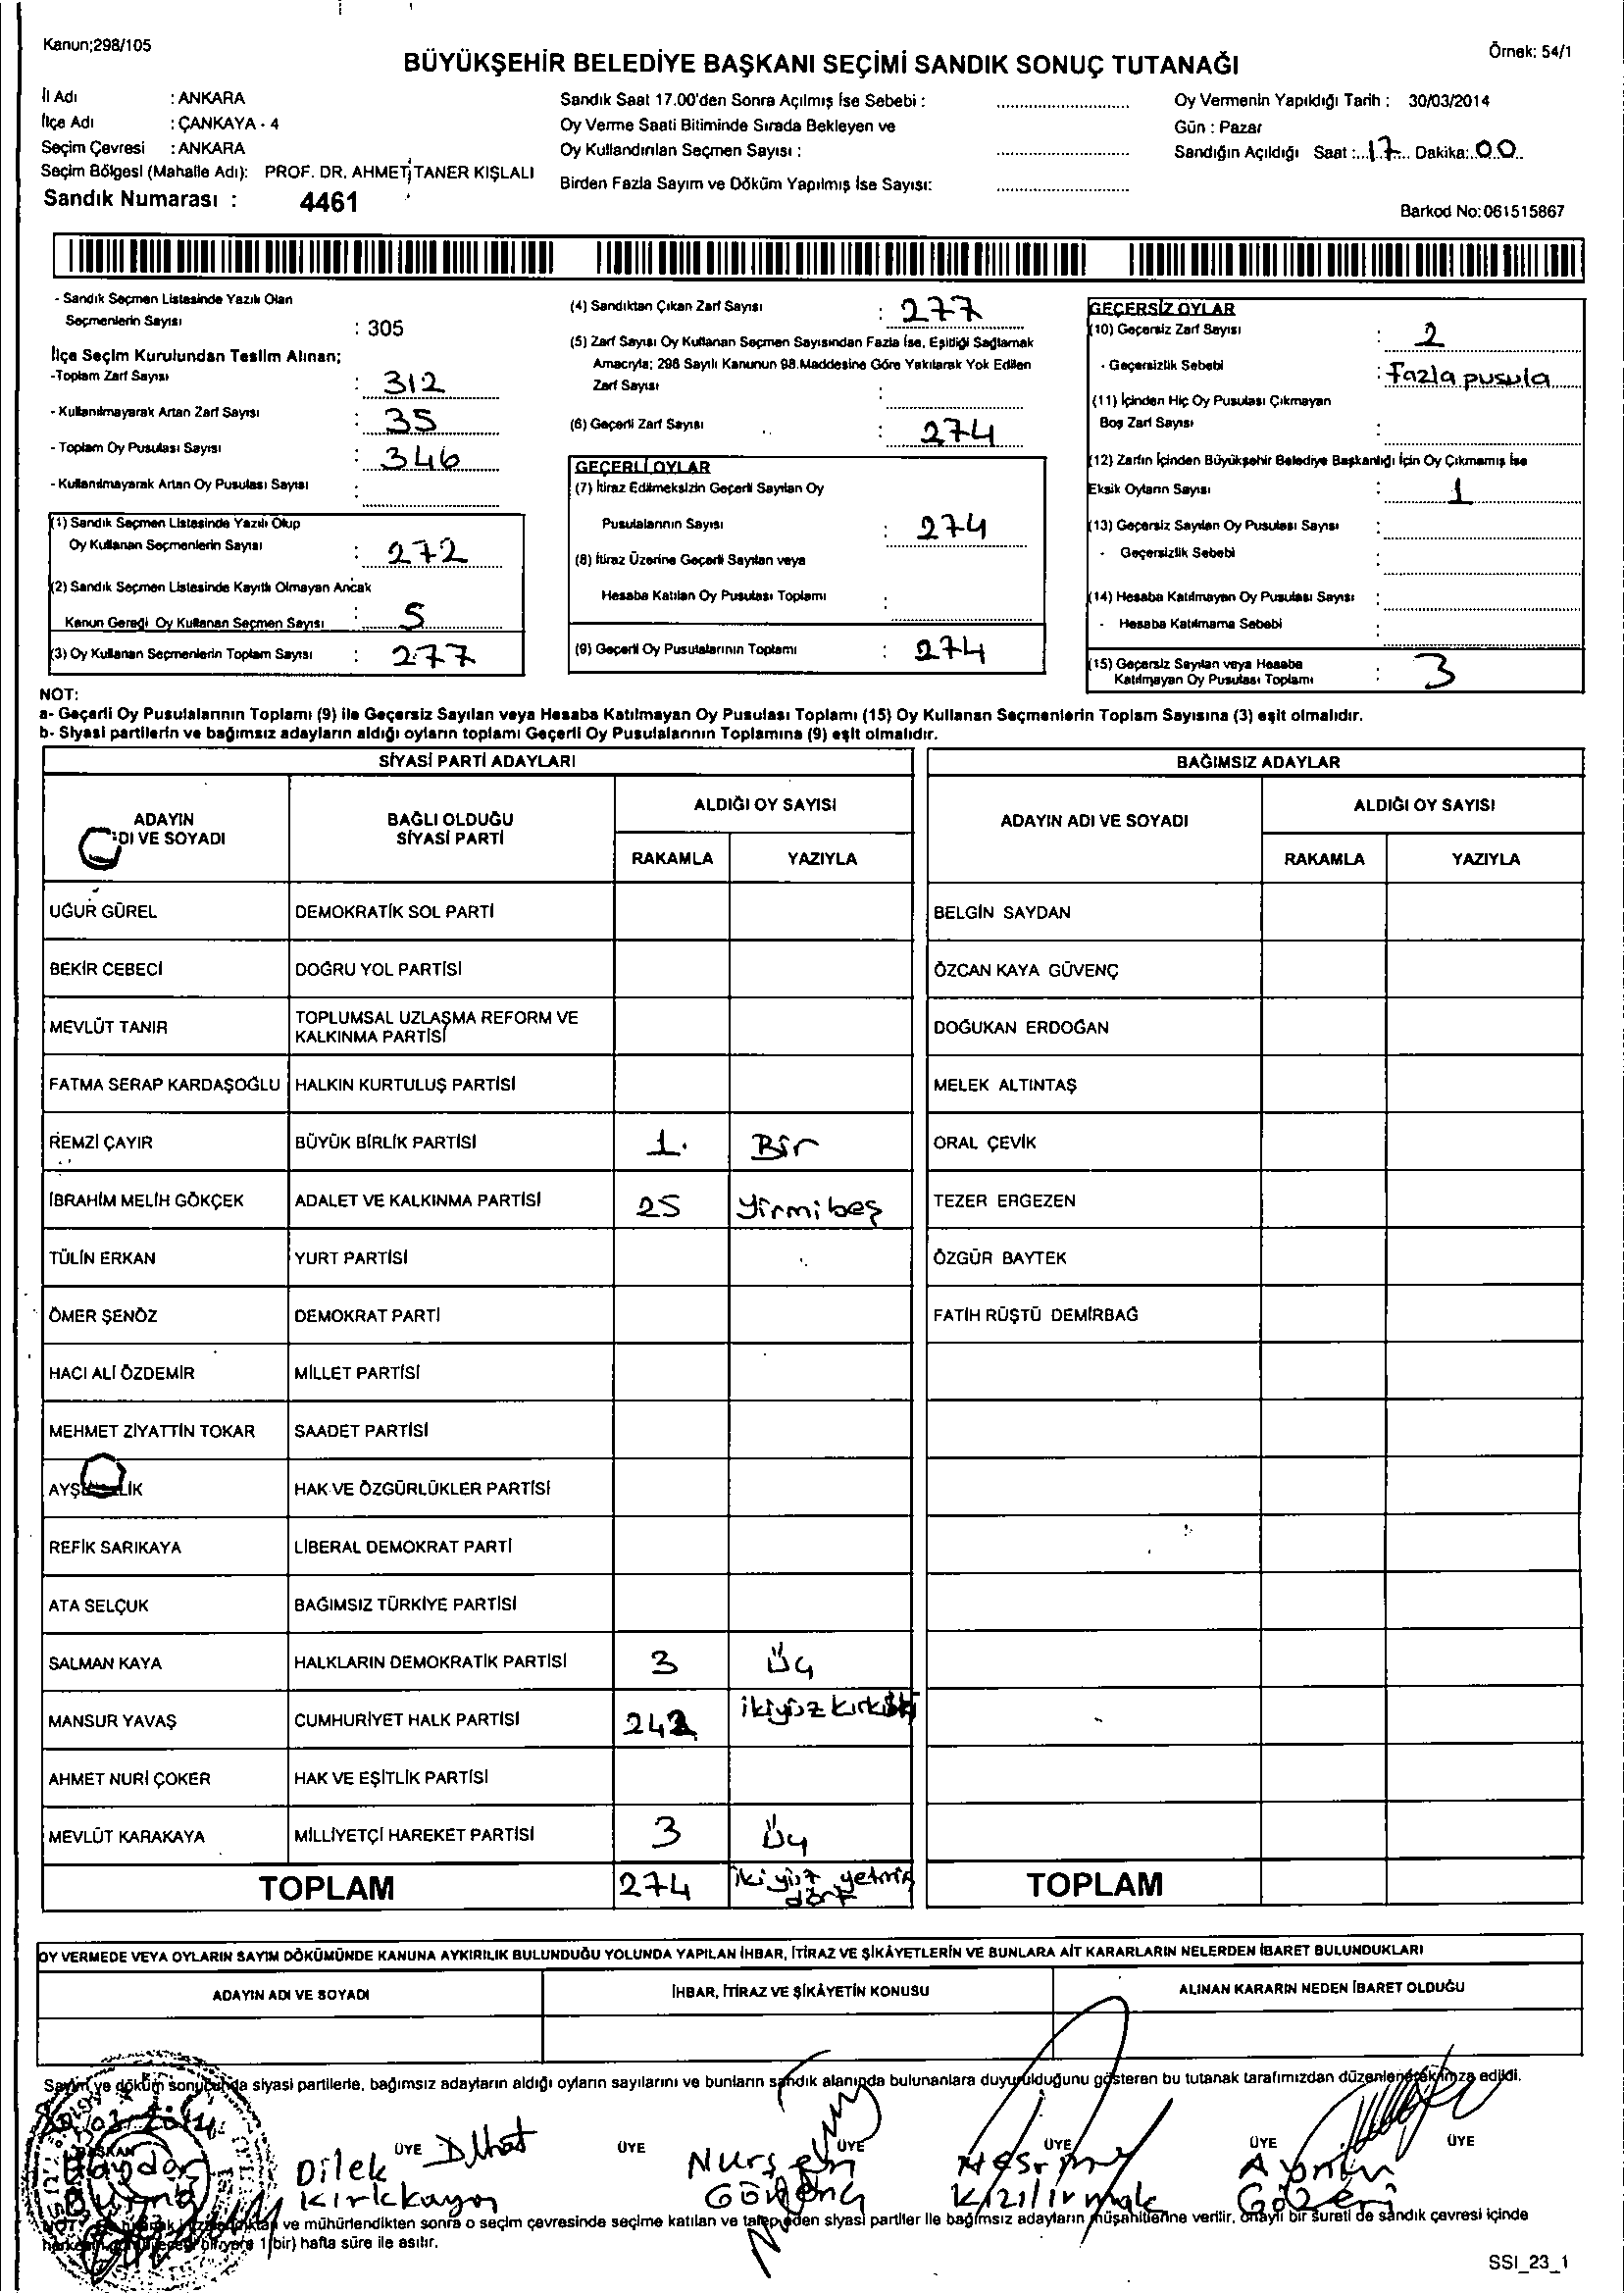 Kanun;298/105
Örnek: 54/1
BÜYÜKŞEHİR BELEDİYE BAŞKANI SEÇİMİ SANDIK SONUÇ TUTANAĞI
İl Adı : ANKARA
İlçe Adı : ÇANKAYA - 4
Seçim Çevresi : ANKARA
Seçim Bölgesi (Mahalle Adı): PROF. DR. AHMET TANER KIŞLALI
Sandık Numarası : 4461
Sandık Saat 17.00'den Sonra Açılmış İse Sebebi :
Oy Verme Saati Bitiminde Sırada Bekleyen ve
Oy Kullandırılan Seçmen Sayısı :
Birden Fazla Sayım ve Döküm Yapılmış İse Sayısı:
Oy Vermenin Yapıldığı Tarih : 30/03/2014
Gün : Pazar
Sandığın Açıldığı Saat : 17 Dakika: 00
Barkod No:061515867
- Sandık Seçmen Listesinde Yazılı Olan
Seçmenlerin Sayısı : 305
İlçe Seçim Kurulundan Teslim Alınan;
-Toplam Zarf Sayısı : 312
- Kullanılmayarak Artan Zarf Sayısı : 35
- Toplam Oy Pusulası Sayısı : 346
- Kullanılmayarak Artan Oy Pusulası Sayısı :
(1) Sandık Seçmen Listesinde Yazılı Olup
Oy Kullanan Seçmenlerin Sayısı : 272
(2) Sandık Seçmen Listesinde Kayıtlı Olmayan Ancak
Kanun Gereği Oy Kullanan Seçmen Sayısı : 5
(3) Oy Kullanan Seçmenlerin Toplam Sayısı : 277
(4) Sandıktan Çıkan Zarf Sayısı : 277
(5) Zarf Sayısı Oy Kullanan Seçmen Sayısından Fazla İse, Eşitliği Sağlamak
Amacıyla; 298 Sayılı Kanunun 98.Maddesine Göre Yakılarak Yok Edilen
Zarf Sayısı :
(6) Geçerli Zarf Sayısı : 274
GEÇERLİ OYLAR
(7) İtiraz Edilmeksizin Geçerli Sayılan Oy
Pusulalarının Sayısı : 274
(8) İtiraz Üzerine Geçerli Sayılan veya
Hesaba Katılan Oy Pusulası Toplamı :
(9) Geçerli Oy Pusulalarının Toplamı : 274
GEÇERSİZ OYLAR
(10) Geçersiz Zarf Sayısı : 2
- Geçersizlik Sebebi : Fazla pusula
(11) İçinden Hiç Oy Pusulası Çıkmayan
Boş Zarf Sayısı :
(12) Zarfın İçinden Büyükşehir Belediye Başkanlığı İçin Oy Çıkmamış İse
Eksik Oyların Sayısı : 1
(13) Geçersiz Sayılan Oy Pusulası Sayısı :
- Geçersizlik Sebebi :
(14) Hesaba Katılmayan Oy Pusulası Sayısı :
- Hesaba Katılmama Sebebi :
(15) Geçersiz Sayılan veya Hesaba
Katılmayan Oy Pusulası Toplamı : 3
NOT:
a- Geçerli Oy Pusulalarının Toplamı (9) ile Geçersiz Sayılan veya Hesaba Katılmayan Oy Pusulası Toplamı (15) Oy Kullanan Seçmenlerin Toplam Sayısına (3) eşit olmalıdır.
b- Siyasi partilerin ve bağımsız adayların aldığı oyların toplamı Geçerli Oy Pusulalarının Toplamına (9) eşit olmalıdır.
SİYASİ PARTİ ADAYLARI
ADAYIN
ADI VE SOYADI
BAĞLI OLDUĞU
SİYASİ PARTİ
ALDIĞI OY SAYISI
RAKAMLA YAZIYLA
UĞUR GÜREL DEMOKRATİK SOL PARTİ
BEKİR CEBECİ DOĞRU YOL PARTİSİ
MEVLÜT TANIR TOPLUMSAL UZLAŞMA REFORM VE
KALKINMA PARTİSİ
FATMA SERAP KARDAŞOĞLU HALKIN KURTULUŞ PARTİSİ
REMZİ ÇAYIR BÜYÜK BİRLİK PARTİSİ 1. Bir
İBRAHİM MELİH GÖKÇEK ADALET VE KALKINMA PARTİSİ 25 Yirmibeş
TÜLİN ERKAN YURT PARTİSİ
ÖMER ŞENÖZ DEMOKRAT PARTİ
HACI ALİ ÖZDEMİR MİLLET PARTİSİ
MEHMET ZİYATTİN TOKAR SAADET PARTİSİ
HAK VE ÖZGÜRLÜKLER PARTİSİ
REFİK SARIKAYA LİBERAL DEMOKRAT PARTİ
ATA SELÇUK BAĞIMSIZ TÜRKİYE PARTİSİ
SALMAN KAYA HALKLARIN DEMOKRATİK PARTİSİ 3 Üç
MANSUR YAVAŞ CUMHURİYET HALK PARTİSİ 242 ikiyüz kırkiki
AHMET NURİ ÇOKER HAK VE EŞİTLİK PARTİSİ
MEVLÜT KARAKAYA MİLLİYETÇİ HAREKET PARTİSİ 3 Üç
TOPLAM 274 ikiyüz yetmiş
dört
BAĞIMSIZ ADAYLAR
ADAYIN ADI VE SOYADI
ALDIĞI OY SAYISI
RAKAMLA YAZIYLA
BELGİN SAYDAN
ÖZCAN KAYA GÜVENÇ
DOĞUKAN ERDOĞAN
MELEK ALTINTAŞ
ORAL ÇEVİK
TEZER ERGEZEN
ÖZGÜR BAYTEK
FATİH RÜŞTÜ DEMİRBAĞ
TOPLAM
OY VERMEDE VEYA OYLARIN SAYIM DÖKÜMÜNDE KANUNA AYKIRILIK BULUNDUĞU YOLUNDA YAPILAN İHBAR, İTİRAZ VE ŞİKÂYETLERİN VE BUNLARA AİT KARARLARIN NELERDEN İBARET BULUNDUKLARI
ADAYIN ADI VE SOYADI
İHBAR, İTİRAZ VE ŞİKÂYETİN KONUSU
ALINAN KARARIN NEDEN İBARET OLDUĞU
Sayım ve döküm sonucunda siyasi partilerle, bağımsız adayların aldığı oyların sayılarını ve bunların sandık alanında bulunanlara duyurulduğunu gösteren bu tutanak tarafımızdan düzenlenerek imza edildi.
BAŞKAN ÜYE ÜYE ÜYE ÜYE ÜYE ÜYE
Dilek
Kırkkayon
Nurşen
Nesrin
Kızılırmak
ve mühürlendikten sonra o seçim çevresinde seçime katılan ve talep eden siyasi partiler ile bağımsız adayların müşahitlerine verilir, onaylı bir sureti de sandık çevresi içinde
1(bir) hafta süre ile asılır.
SSI_23_1